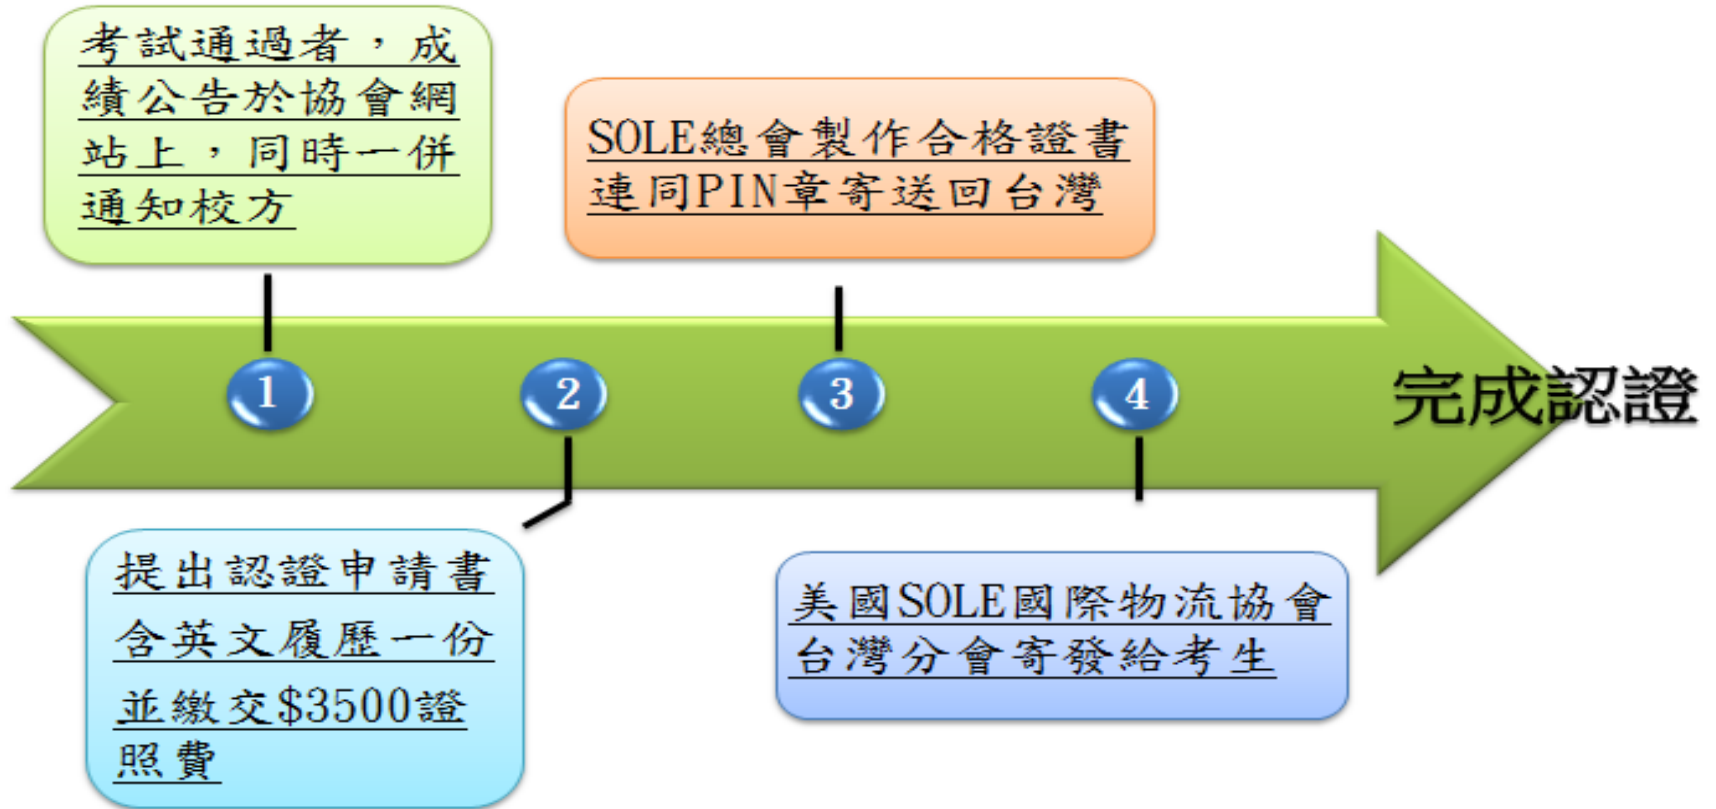 考試通過者，成
績公告於協會網
站上，同時一併
通知校方
SOLE總會製作合格證書
連同PIN章寄送回台灣
1
2
3
4
完成認證
提出認證申請書
含英文履歷一份
並繳交$3500證
照費
美國SOLE國際物流協會
台灣分會寄發給考生